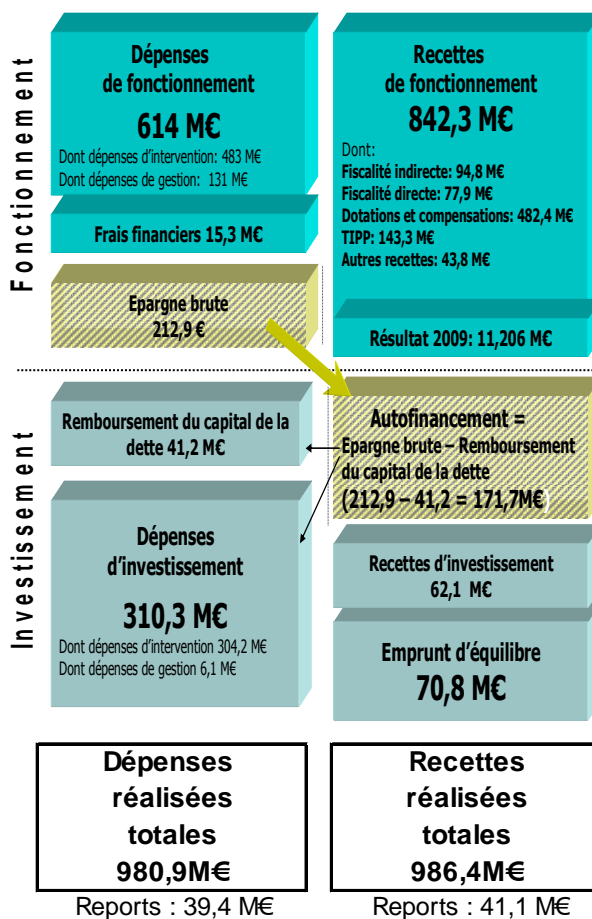 Fonctionnement
Dépenses
de fonctionnement
614 M€
Dont dépenses d'intervention: 483 M€
Dont dépenses de gestion: 131 M€
Frais financiers 15,3 M€
Epargne brute
212,9 €
Recettes
de fonctionnement
842,3 M€
Dont:
Fiscalité indirecte: 94,8 M€
Fiscalité directe: 77,9 M€
Dotations et compensations: 482,4 M€
TIPP: 143,3 M€
Autres recettes: 43,8 M€
Résultat 2009: 11,206 M€
Investissement
Remboursement du capital de la
dette 41,2 M€
Dépenses
d'investissement
310,3 M€
Dont dépenses d'intervention 304,2 M€
Dont dépenses de gestion 6,1 M€
Autofinancement =
Epargne brute – Remboursement
du capital de la dette
(212,9 – 41,2 = 171,7M€)
Recettes d'investissement
62,1 M€
Emprunt d'équilibre
70,8 M€
Dépenses
réalisées
totales
980,9M€
Reports : 39,4 M€
Recettes
réalisées
totales
986,4M€
Reports : 41,1 M€